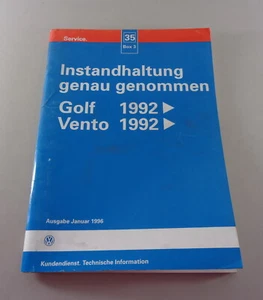 Service.
35
Box 3
Instandhaltung
genau genommen
Golf 1992 ▶
Vento 1992 ▶
Ausgabe Januar 1996
Kundendienst. Technische Information